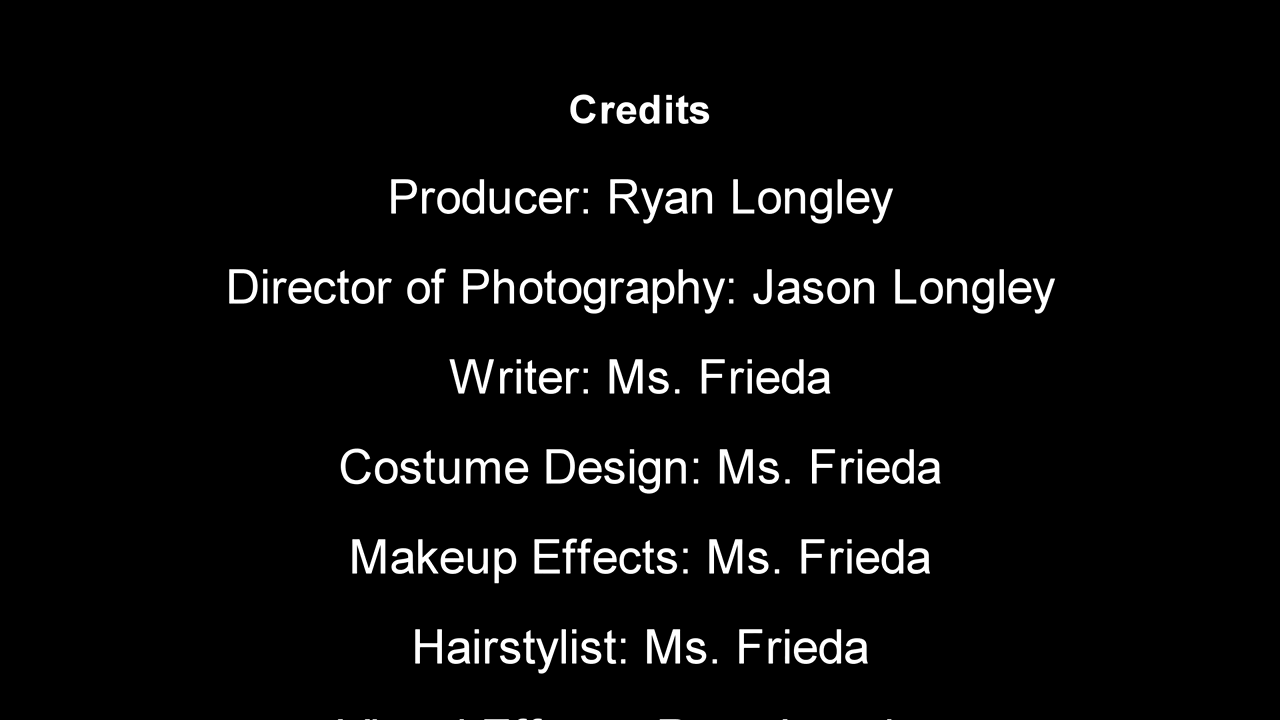 Credits
Producer: Ryan Longley
Director of Photography: Jason Longley
Writer: Ms. Frieda
Costume Design: Ms. Frieda
Makeup Effects: Ms. Frieda
Hairstylist: Ms. Frieda